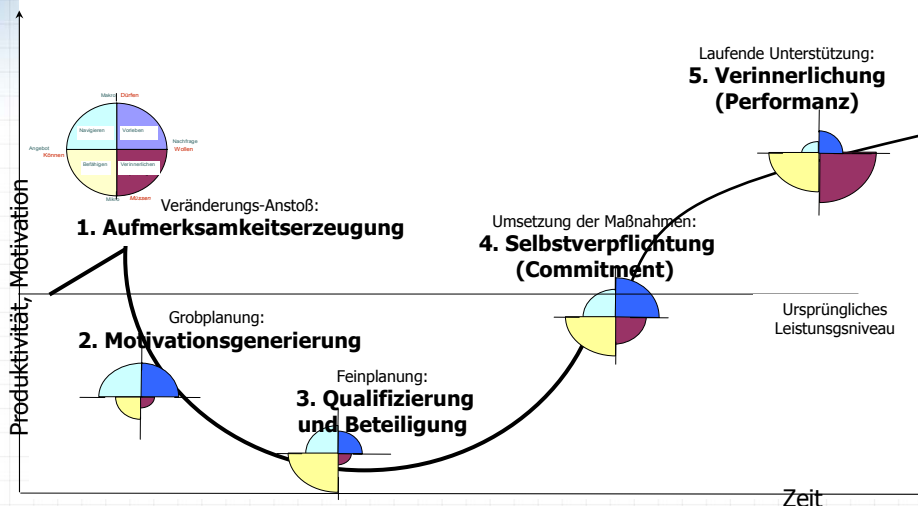 Laufende Unterstützung:
5. Verinnerlichung
(Performanz)
Makro Dürfen
Navigieren Vorleben
Nachfrage
Wollen
Angebot
Können
Befähigen Verinnerlichen
Mikro Müssen
Veränderungs-Anstoß:
1. Aufmerksamkeitserzeugung
Umsetzung der Maßnahmen:
4. Selbstverpflichtung
(Commitment)
Ursprüngliches
Leistunsgsniveau
Grobplanung:
2. Motivationsgenerierung
Feinplanung:
3. Qualifizierung
und Beteiligung
Produktivität, Motivation
Zeit